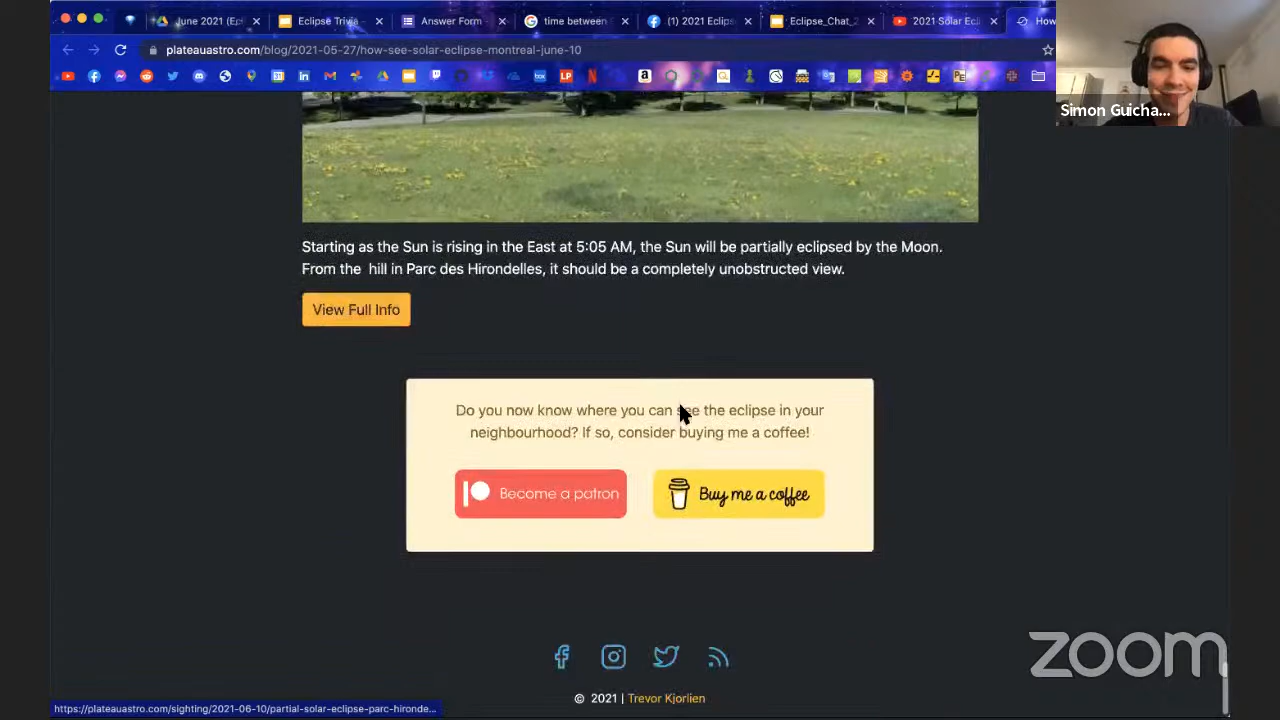 June 2021 (Ec
Eclipse Trivia -
Answer Form
time between
(1) 2021 Eclips
Eclipse_Chat_
2021 Solar Ecl
How
plateauastro.com/blog/2021-05-27/how-see-solar-eclipse-montreal-june-10
Simon Guicha...
Starting as the Sun is rising in the East at 5:05 AM, the Sun will be partially eclipsed by the Moon.
From the hill in Parc des Hirondelles, it should be a completely unobstructed view.
View Full Info
Do you now know where you can see the eclipse in your
neighbourhood? If so, consider buying me a coffee!
Become a patron
Buy me a coffee
zoom
© 2021 | Trevor Kjorlien
https://plateauastro.com/sighting/2021-06-10/partial-solar-eclipse-parc-hironde...